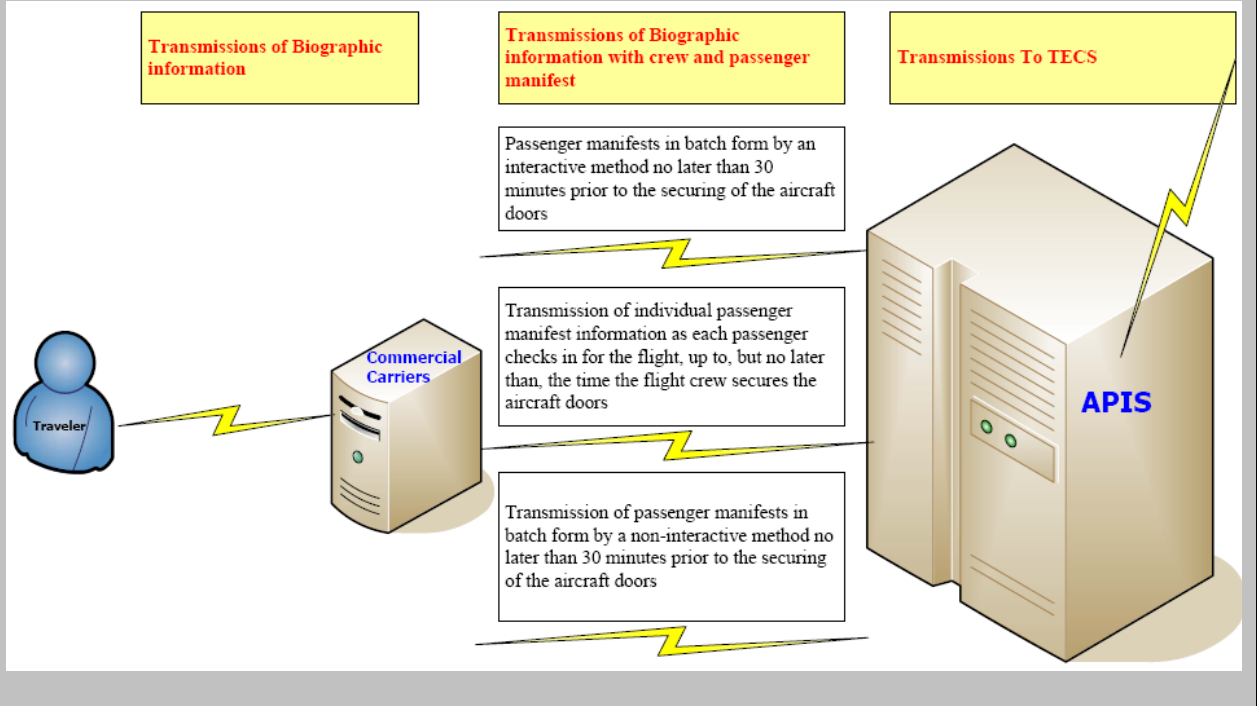 Transmissions of Biographic
information
Transmissions of Biographic
information with crew and passenger
manifest
Transmissions To TECS
Passenger manifests in batch form by an
interactive method no later than 30
minutes prior to the securing of the aircraft
doors
Transmission of individual passenger
manifest information as each passenger
checks in for the flight, up to, but no later
than, the time the flight crew secures the
aircraft doors
Commercial
Carriers
Traveler
APIS
Transmission of passenger manifests in
batch form by a non-interactive method no
later than 30 minutes prior to the securing
of the aircraft doors